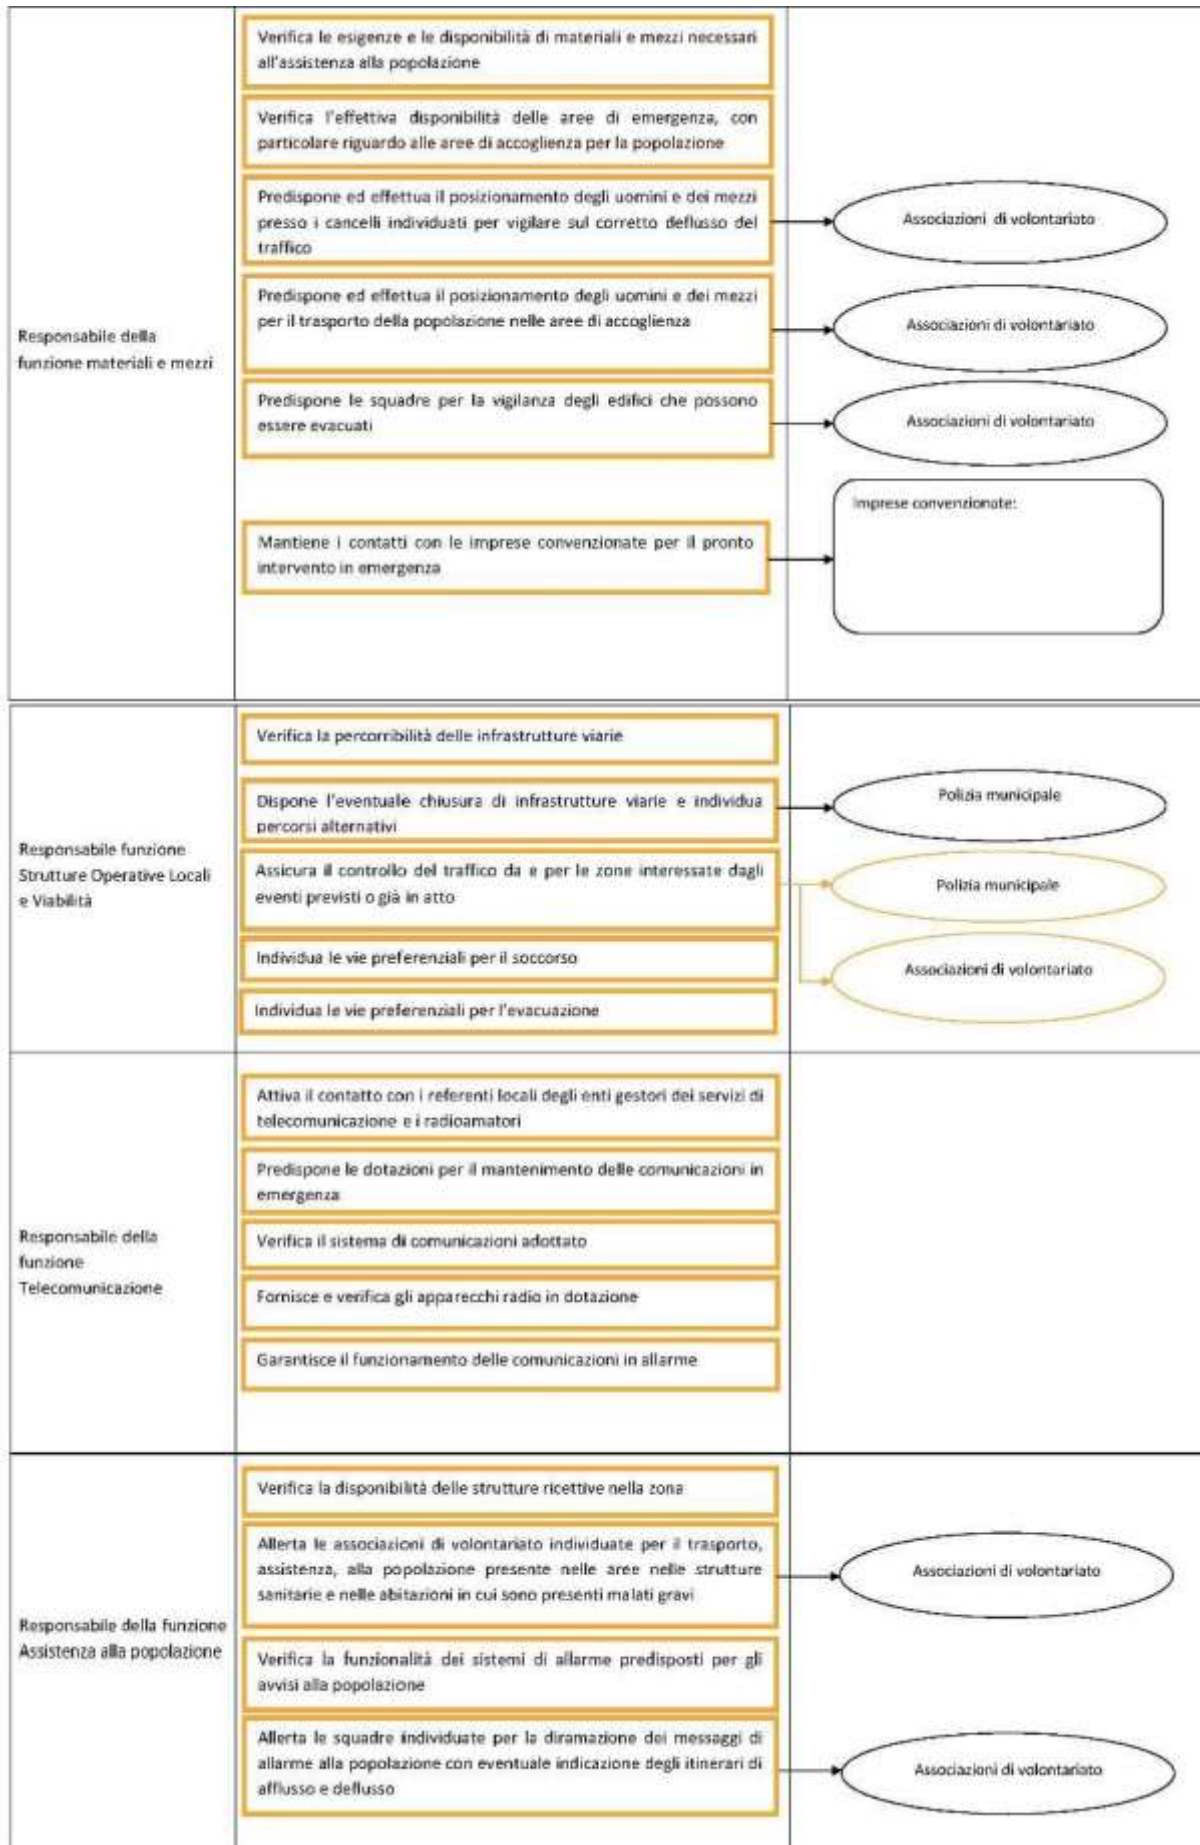 Verifica le esigenze e le disponibilità di materiali e mezzi necessari
all'assistenza alla popolazione
Verifica l'effettiva disponibilità delle aree di emergenza, con
particolare riguardo alle aree di accoglienza per la popolazione
Predispone ed effettua il posizionamento degli uomini e dei mezzi
presso i cancelli individuati per vigilare sul corretto deflusso del
traffico
Associazioni di volontariato
Responsabile della
funzione materiali e mezzi
Predispone ed effettua il posizionamento degli uomini e dei mezzi
per il trasporto della popolazione nelle aree di accoglienza
Associazioni di volontariato
Predispone le squadre per la vigilanza degli edifici che possono
essere evacuati
Associazioni di volontariato
Mantiene i contatti con le imprese convenzionate per il pronto
intervento in emergenza
Imprese convenzionate:
Responsabile funzione
Strutture Operative Locali
e Viabilità
Verifica la percorribilità delle infrastrutture viarie
Dispone l'eventuale chiusura di infrastrutture viarie e individua
percorsi alternativi
Polizia municipale
Assicura il controllo del traffico da e per le zone interessate dagli
eventi previsti o già in atto
Polizia municipale
Associazioni di volontariato
Individua le vie preferenziali per il soccorso
Individua le vie preferenziali per l'evacuazione
Responsabile della
funzione
Telecomunicazione
Attiva il contatto con i referenti locali degli enti gestori dei servizi di
telecomunicazione e i radioamatori
Predispone le dotazioni per il mantenimento delle comunicazioni in
emergenza
Verifica il sistema di comunicazioni adottato
Fornisce e verifica gli apparecchi radio in dotazione
Garantisce il funzionamento delle comunicazioni in allarme
Responsabile della funzione
Assistenza alla popolazione
Verifica la disponibilità delle strutture ricettive nella zona
Allerta le associazioni di volontariato individuate per il trasporto,
assistenza, alla popolazione presente nelle aree nelle strutture
sanitarie e nelle abitazioni in cui sono presenti malati gravi
Associazioni di volontariato
Verifica la funzionalità dei sistemi di allarme predisposti per gli
avvisi alla popolazione
Allerta le squadre individuate per la diramazione dei messaggi di
allarme alla popolazione con eventuale indicazione degli itinerari di
afflusso e deflusso
Associazioni di volontariato